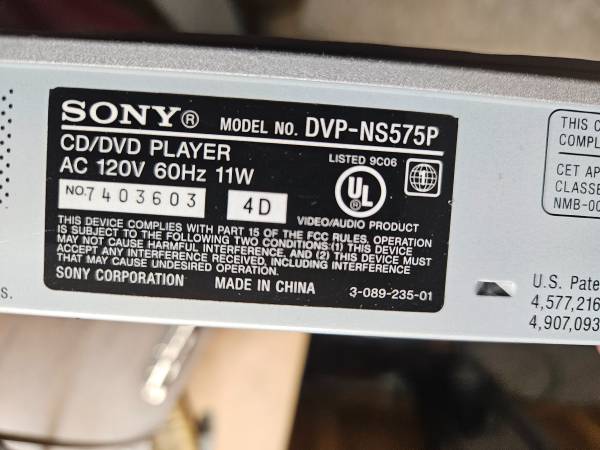 SONY® MODEL NO. DVP-NS575P
CD/DVD PLAYER
AC 120V 60Hz 11W
LISTED 9C06
UL
NO. 7403603
4D
VIDEO/AUDIO PRODUCT
THIS DEVICE COMPLIES WITH PART 15 OF THE FCC RULES. OPERATION
IS SUBJECT TO THE FOLLOWING TWO CONDITIONS:(1) THIS DEVICE
MAY NOT CAUSE HARMFUL INTERFERENCE, AND (2) THIS DEVICE MUST
ACCEPT ANY INTERFERENCE RECEIVED, INCLUDING INTERFERENCE
THAT MAY CAUSE UNDESIRED OPERATION.
SONY CORPORATION MADE IN CHINA 3-089-235-01
THIS C
COMPL
CET AP
CLASSE
NMB-00
U.S. Pate
4,577,216
4,907,093
S.